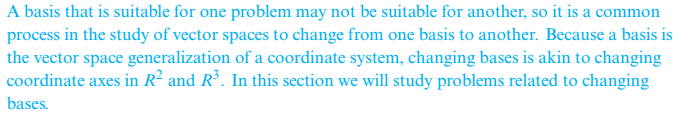 A basis that is suitable for one problem may not be suitable for another, so it is a common
process in the study of vector spaces to change from one basis to another. Because a basis is
the vector space generalization of a coordinate system, changing bases is akin to changing
coordinate axes in R² and R³. In this section we will study problems related to changing
bases.